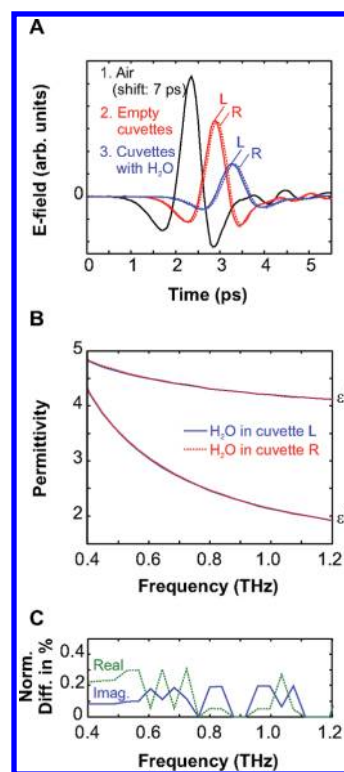 A
1. Air
(shift: 7 ps)
2. Empty
cuvettes
3. Cuvettes
with H₂O
L
R
L
R
E-field (arb. units)
0
0 1 2 3 4 5
Time (ps)
B
5
4
3
2
Permittivity
H₂O in cuvette L
H₂O in cuvette R
ε
ε
0.4 0.6 0.8 1.0 1.2
Frequency (THz)
C
Norm.
Diff. in %
0.4
0.2
0
Real
Imag.
0.4 0.6 0.8 1.0 1.2
Frequency (THz)